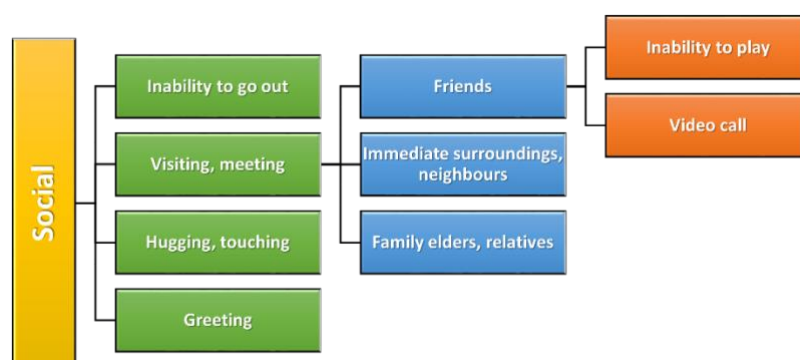 Social
Inability to go out
Visiting, meeting
Hugging, touching
Greeting
Friends
Immediate surroundings,
neighbours
Family elders, relatives
Inability to play
Video call